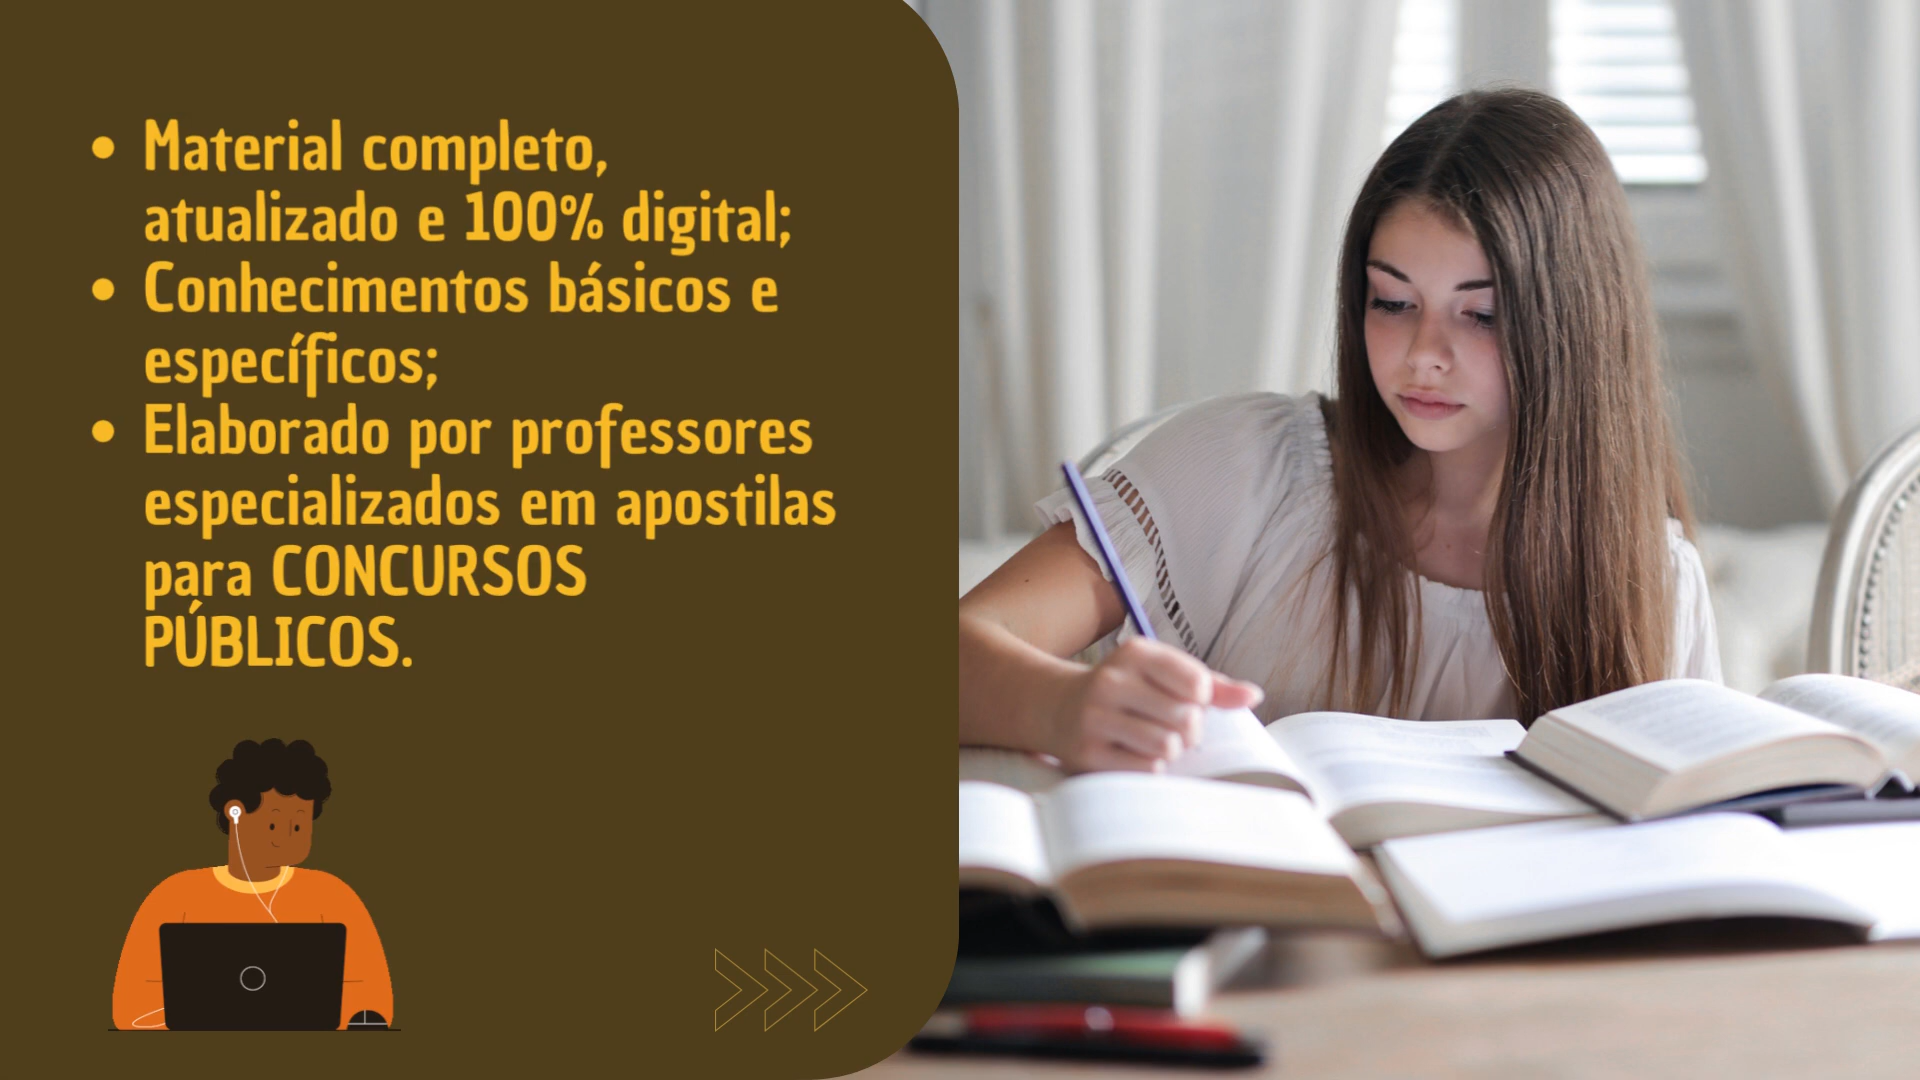 • Material completo,
atualizado e 100% digital;
• Conhecimentos básicos e
específicos;
• Elaborado por professores
especializados em apostilas
para CONCURSOS
PÚBLICOS.